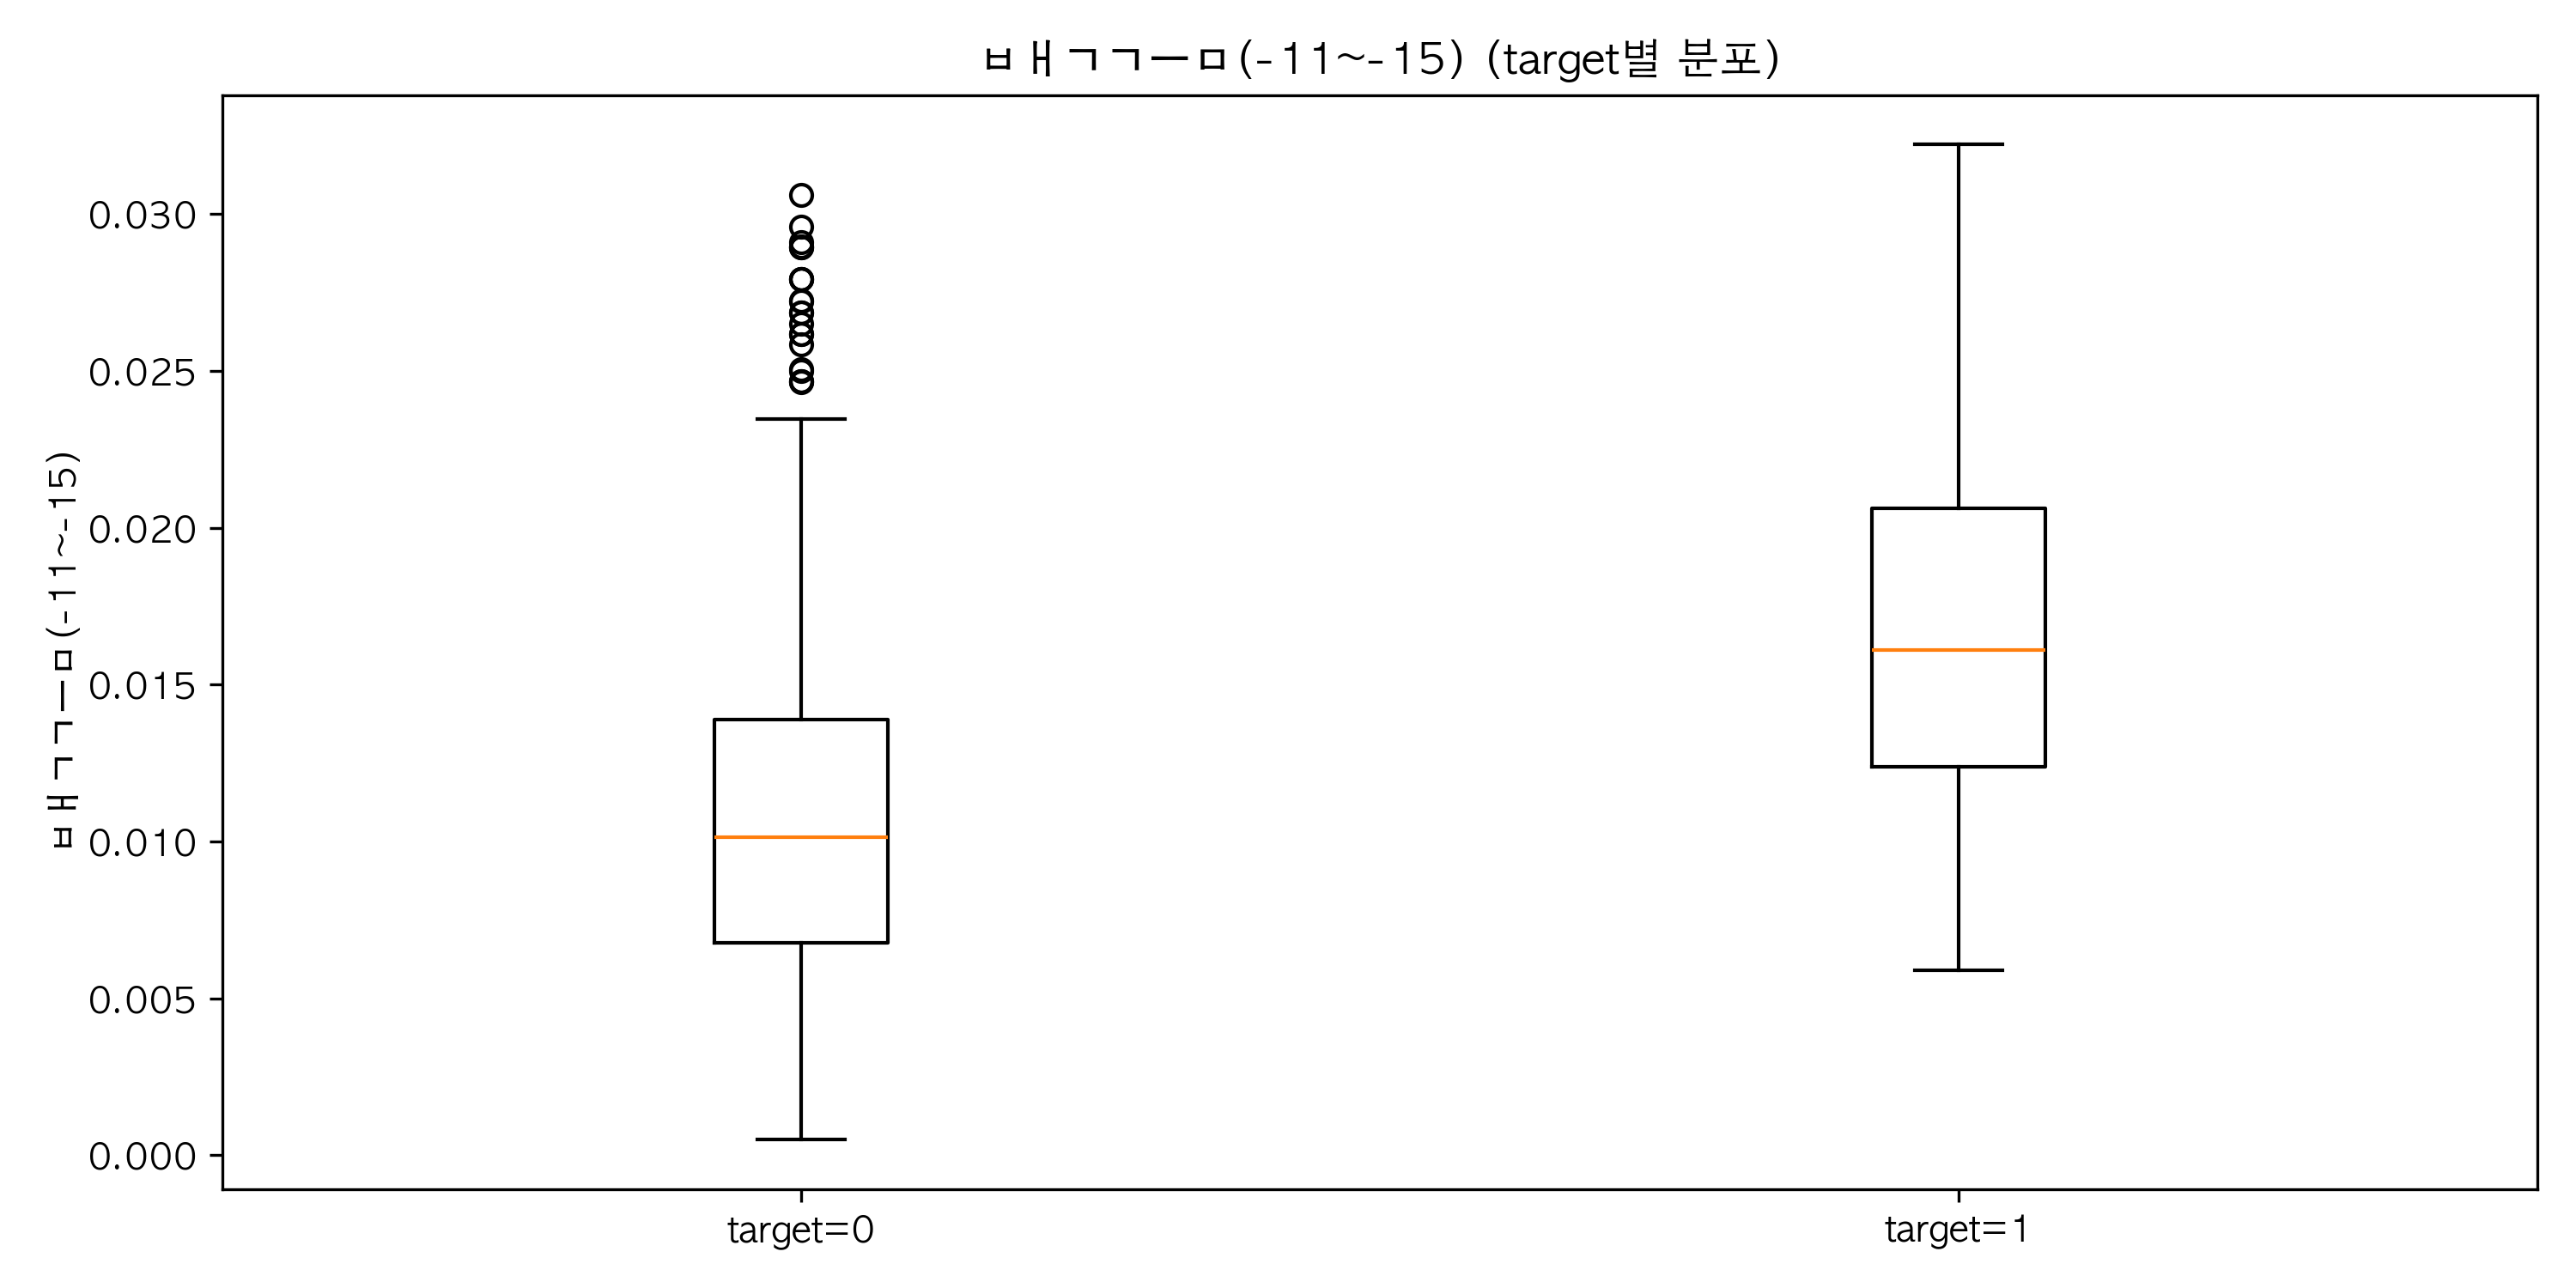 ㅂㅐㄱㄱㅡㅁ(-11~-15) (target별 분포)
ㅂㅐㄱㄱㅡㅁ(-11~-15)
0.030
0.025
0.020
0.015
0.010
0.005
0.000
target=0
target=1